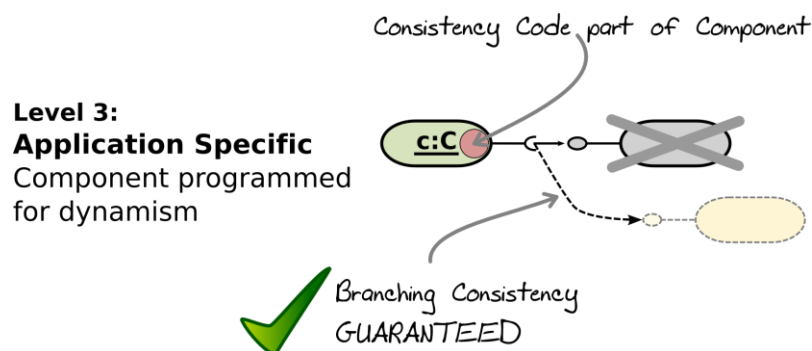 Consistency Code part of Component
Level 3:
Application Specific
Component programmed
for dynamism
c:C
Branching Consistency
GUARANTEED